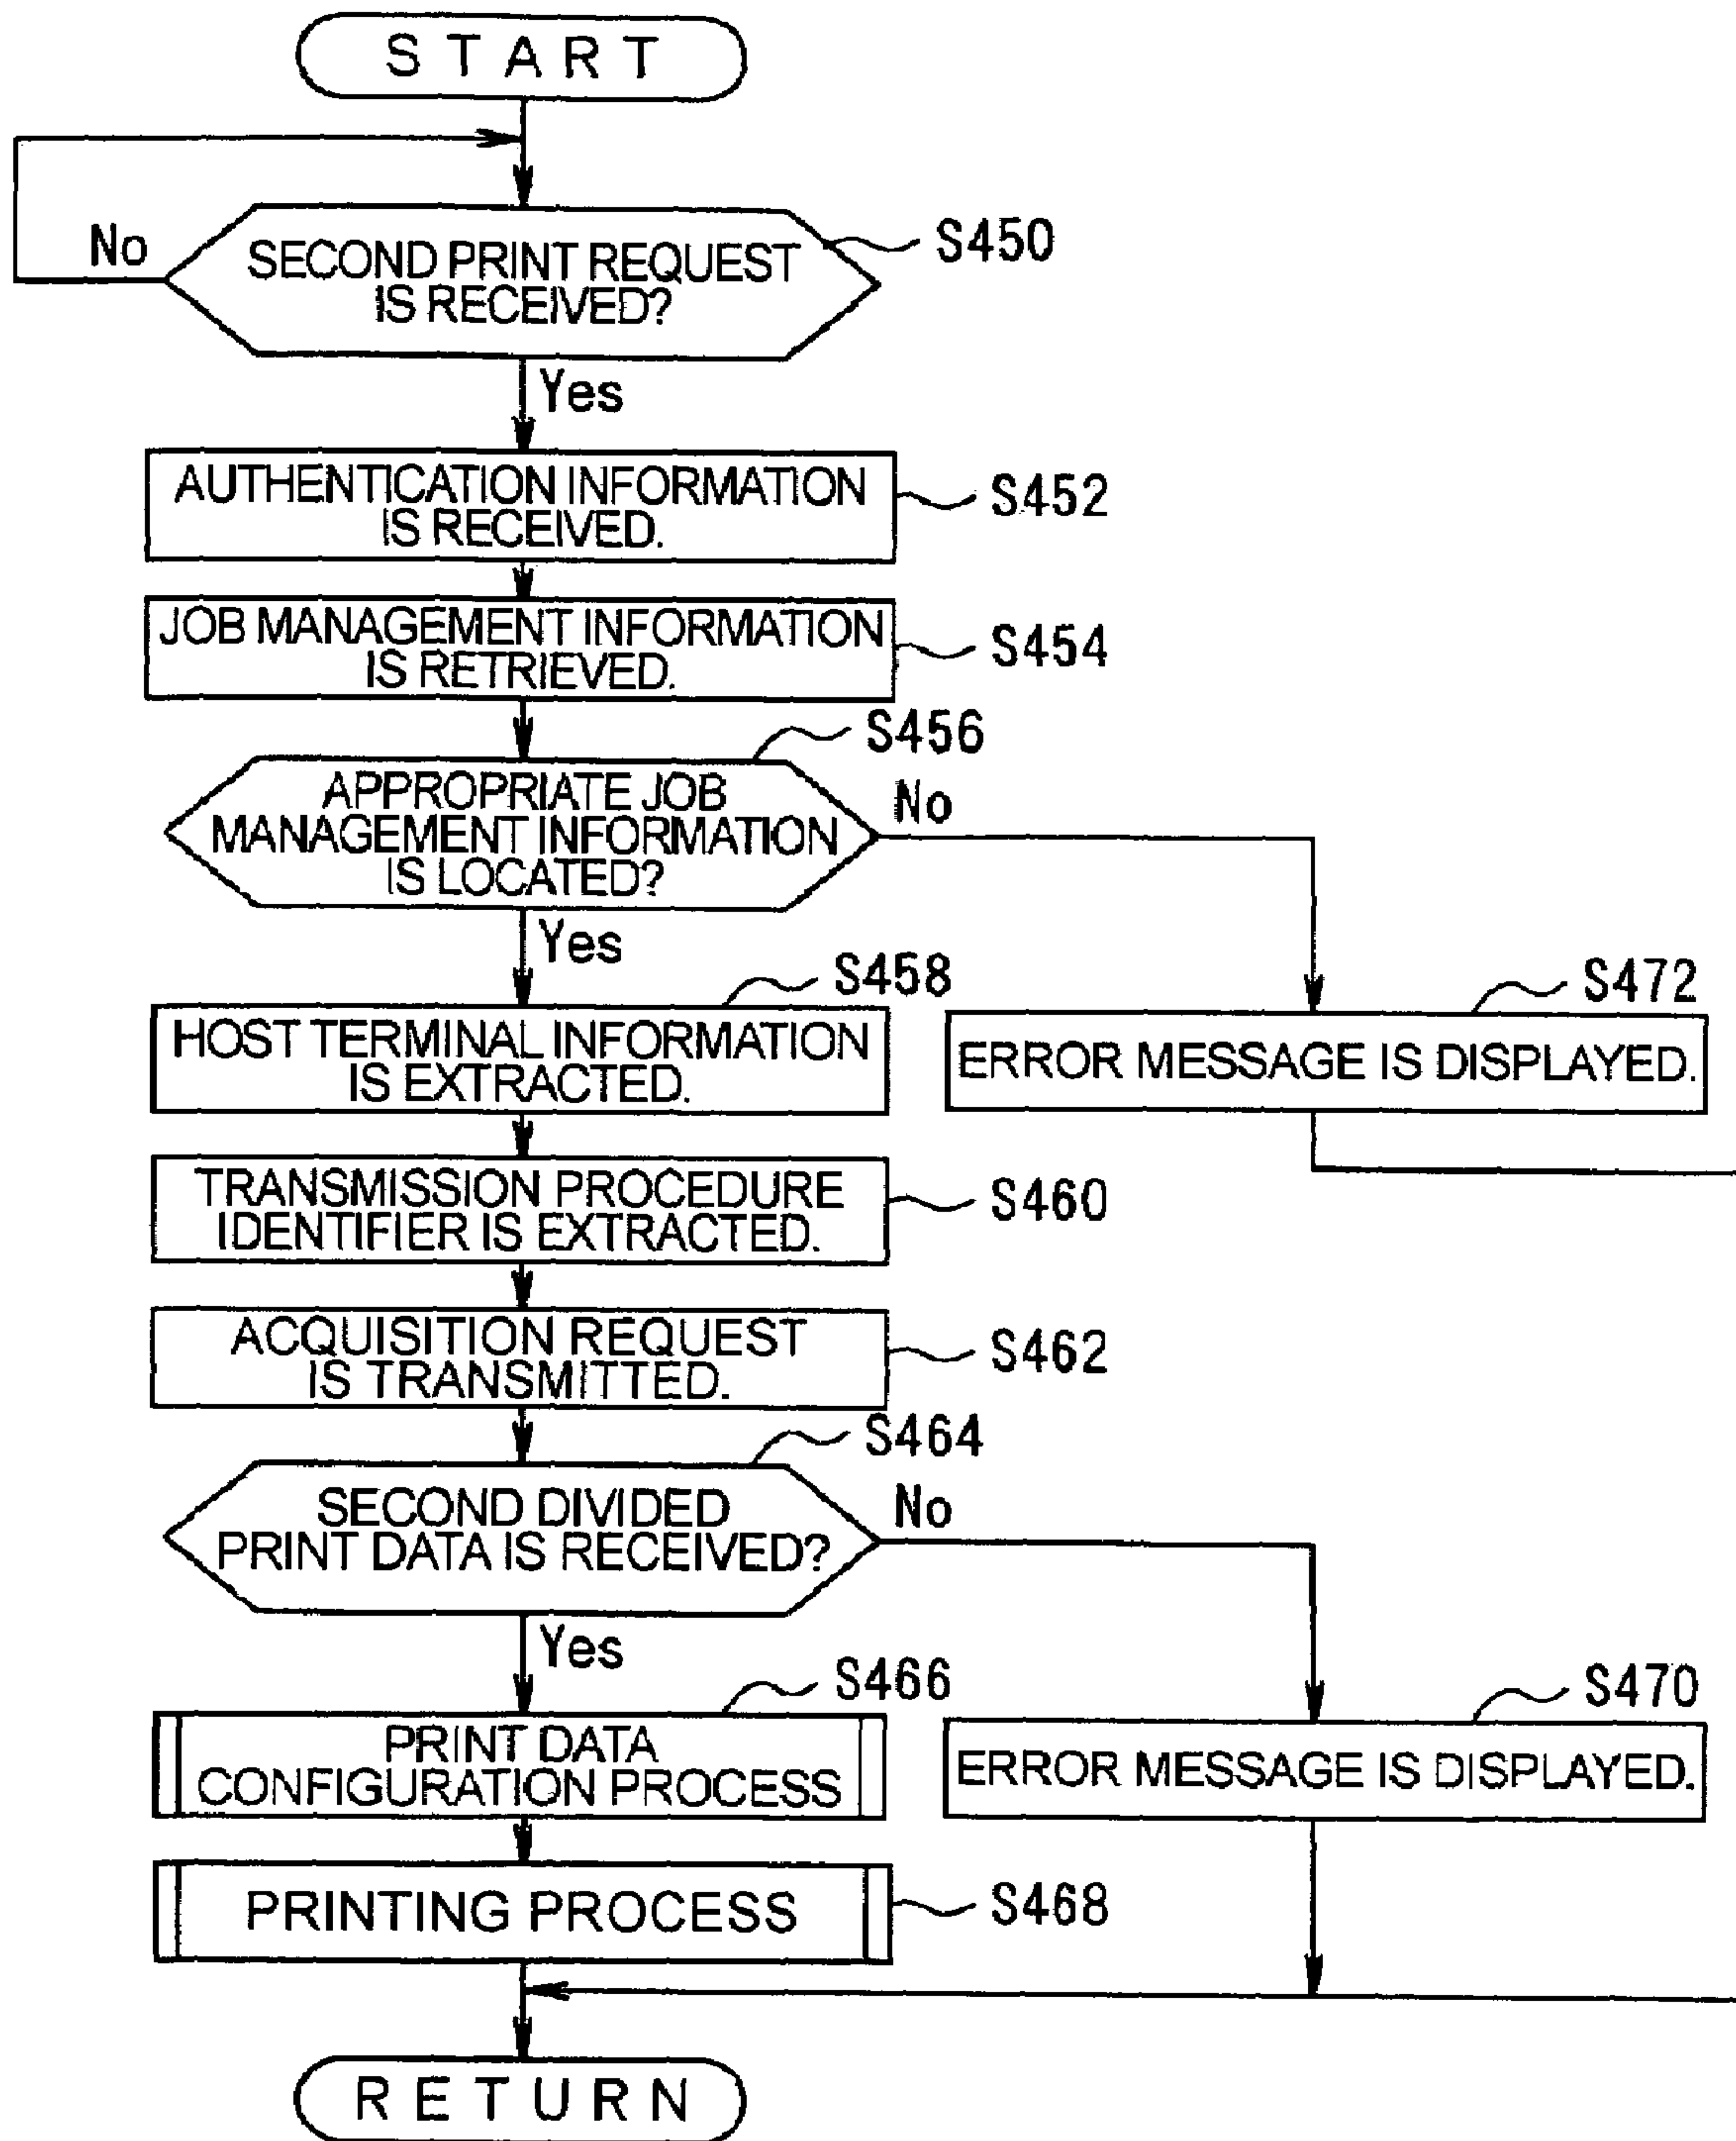 START
No
SECOND PRINT REQUEST
IS RECEIVED?
S450
Yes
AUTHENTICATION INFORMATION
IS RECEIVED.
S452
JOB MANAGEMENT INFORMATION
IS RETRIEVED.
S454
S456
APPROPRIATE JOB
MANAGEMENT INFORMATION
IS LOCATED?
No
Yes
S458
HOST TERMINAL INFORMATION
IS EXTRACTED.
S472
ERROR MESSAGE IS DISPLAYED.
TRANSMISSION PROCEDURE
IDENTIFIER IS EXTRACTED.
S460
ACQUISITION REQUEST
IS TRANSMITTED.
S462
S464
SECOND DIVIDED
PRINT DATA IS RECEIVED?
No
Yes
S466
PRINT DATA
CONFIGURATION PROCESS
S470
ERROR MESSAGE IS DISPLAYED.
PRINTING PROCESS
S468
RETURN